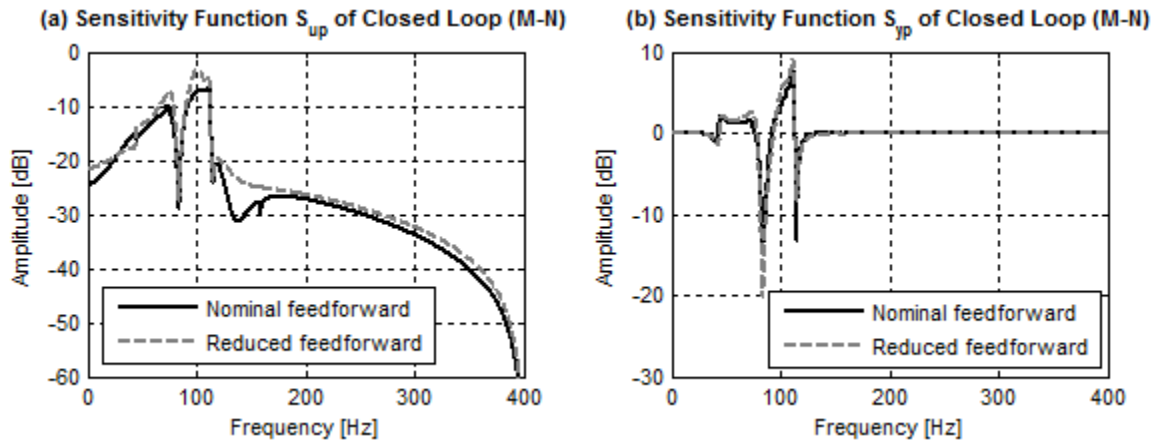 (a) Sensitivity Function Sup of Closed Loop (M-N)
0
-10
-20
-30
-40
-50
-60
Amplitude [dB]
Nominal feedforward
Reduced feedforward
0 100 200 300 400
Frequency [Hz]
(b) Sensitivity Function Syp of Closed Loop (M-N)
10
0
-10
-20
-30
Amplitude [dB]
Nominal feedforward
Reduced feedforward
0 100 200 300 400
Frequency [Hz]